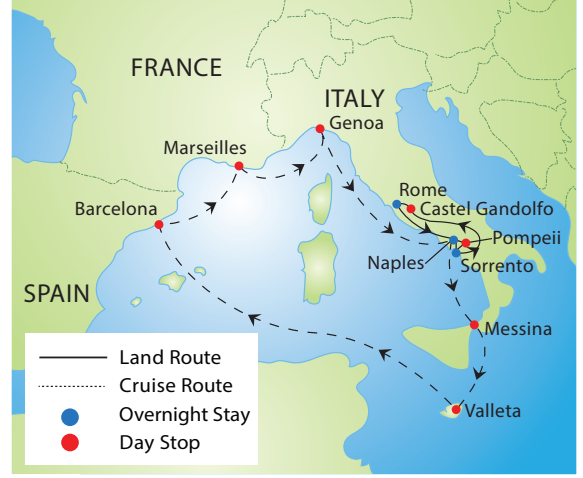 FRANCE
ITALY
Genoa
Marseilles
Rome
Castel Gandolfo
Barcelona
Pompeii
Naples
Sorrento
SPAIN
Messina
Valleta
Land Route
Cruise Route
Overnight Stay
Day Stop